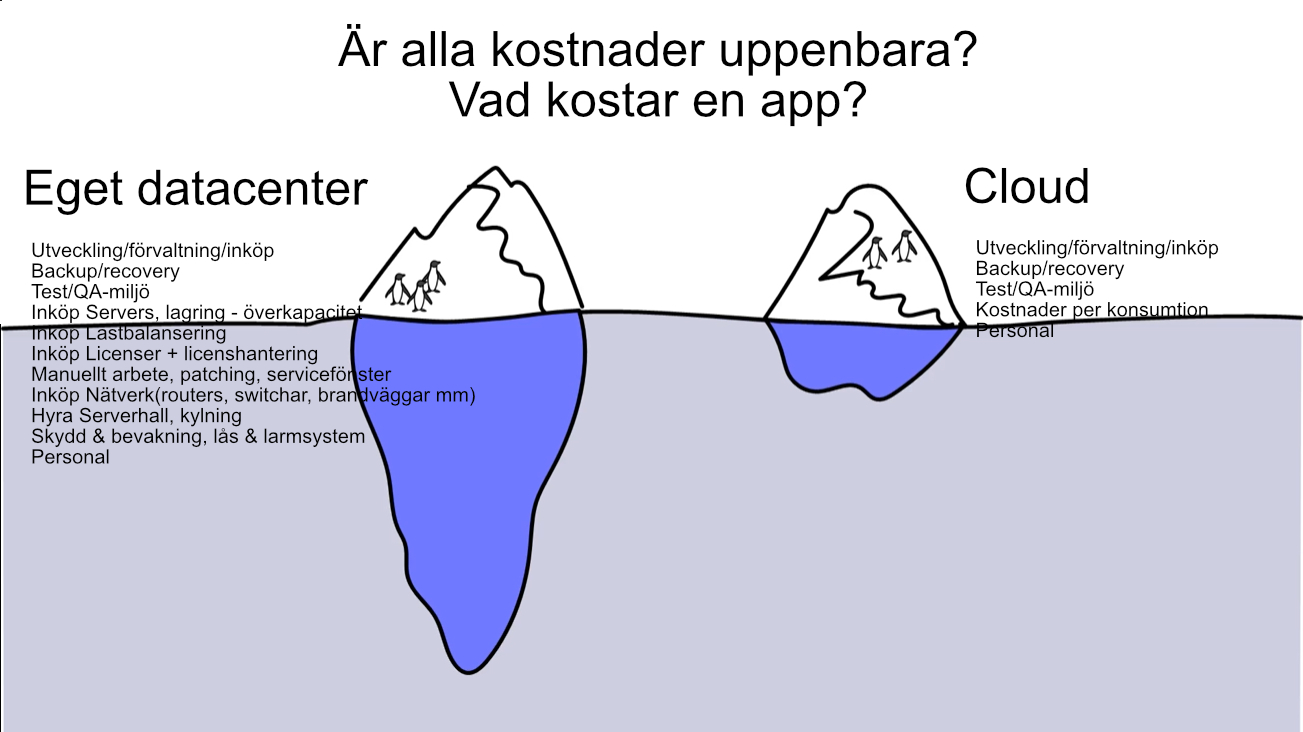 Är alla kostnader uppenbara?
Vad kostar en app?
Eget datacenter
Utveckling/förvaltning/inköp
Backup/recovery
Test/QA-miljö
Inköp Servers, lagring - överkapacitet
Inköp Lastbalansering
Inköp Licenser + licenshantering
Manuellt arbete, patching, servicefönster
Inköp Nätverk(routers, switchar, brandväggar mm)
Hyra Serverhall, kylning
Skydd & bevakning, lås & larmsystem
Personal
Cloud
Utveckling/förvaltning/inköp
Backup/recovery
Test/QA-miljö
Kostnader per konsumtion
Personal